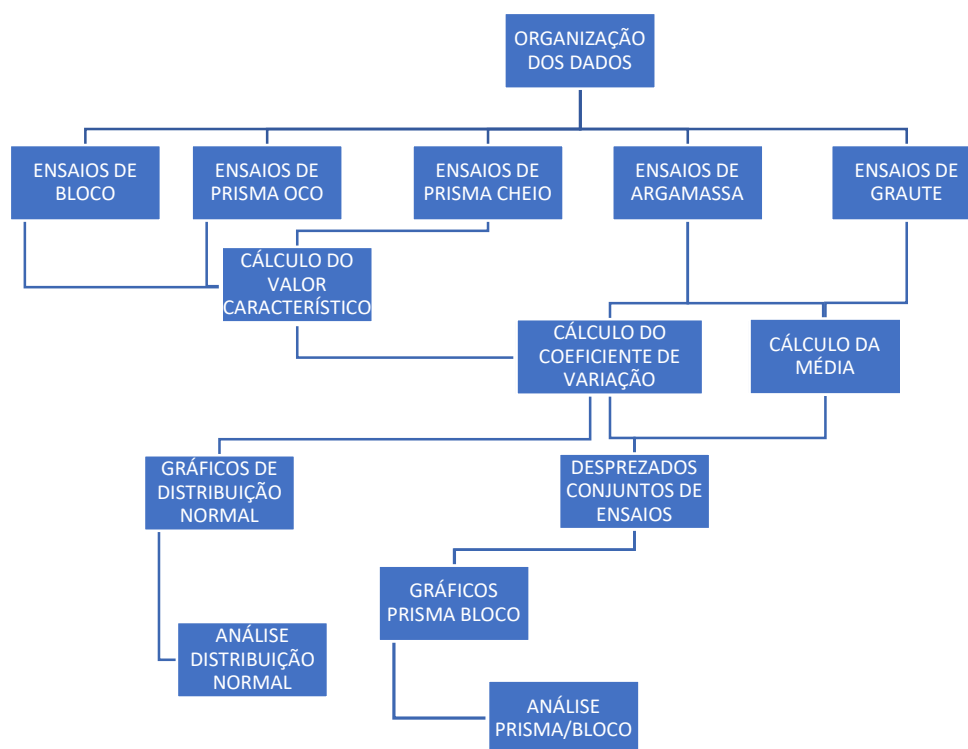 ORGANIZAÇÃO
DOS DADOS
ENSAIOS DE
BLOCO
ENSAIOS DE
PRISMA OCO
ENSAIOS DE
PRISMA CHEIO
ENSAIOS DE
ARGAMASSA
ENSAIOS DE
GRAUTE
CÁLCULO DO
VALOR
CARACTERÍSTICO
CÁLCULO DO
COEFICIENTE DE
VARIAÇÃO
CÁLCULO DA
MÉDIA
GRÁFICOS DE
DISTRIBUIÇÃO
NORMAL
DESPREZADOS
CONJUNTOS DE
ENSAIOS
GRÁFICOS
PRISMA BLOCO
ANÁLISE
DISTRIBUIÇÃO
NORMAL
ANÁLISE
PRISMA/BLOCO